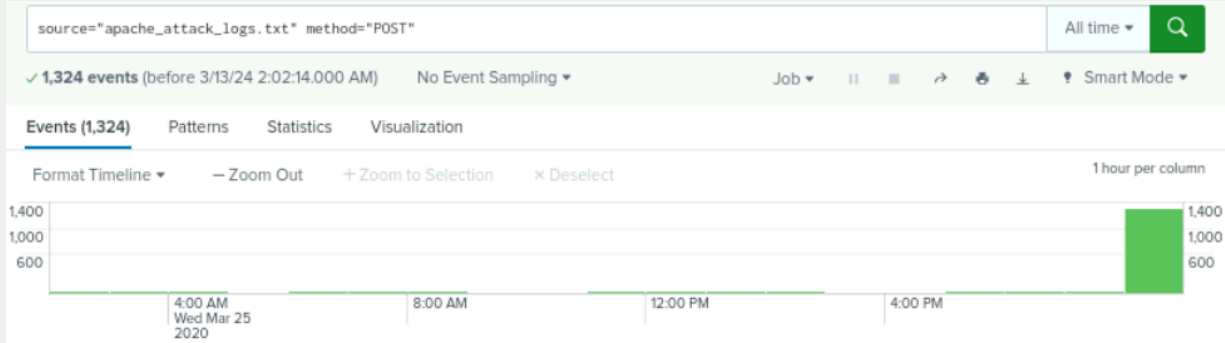 source="apache_attack_logs.txt" method="POST"
All time
1,324 events (before 3/13/24 2:02:14.000 AM)
No Event Sampling
Job
Smart Mode
Events (1,324)
Patterns
Statistics
Visualization
Format Timeline
– Zoom Out
+ Zoom to Selection
× Deselect
1 hour per column
1,400
1,000
600
1,400
1,000
600
4:00 AM
Wed Mar 25
2020
8:00 AM
12:00 PM
4:00 PM